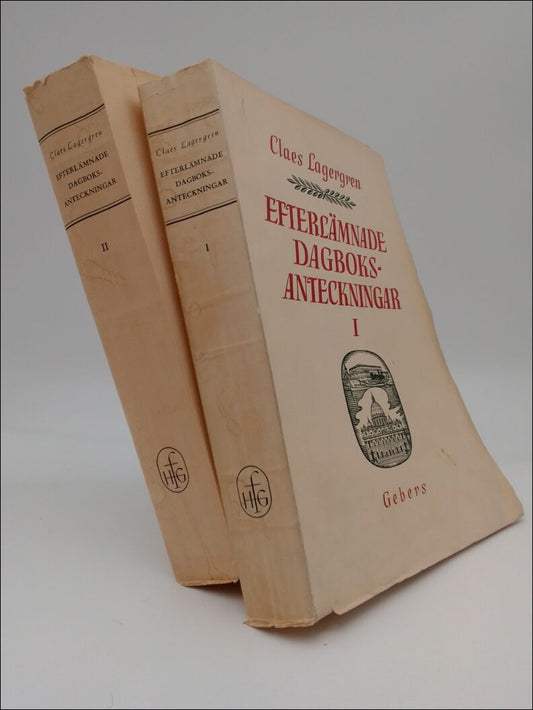 Claes Lagergren
EFTERLÄMNADE
DAGBOKS-
ANTECKNINGAR
II
HFG
Claes Lagergren
EFTERLÄMNADE
DAGBOKS-
ANTECKNINGAR
I
HFG
Claes Lagergren
EFTERLÄMNADE
DAGBOKS-
ANTECKNINGAR
I
Gebers